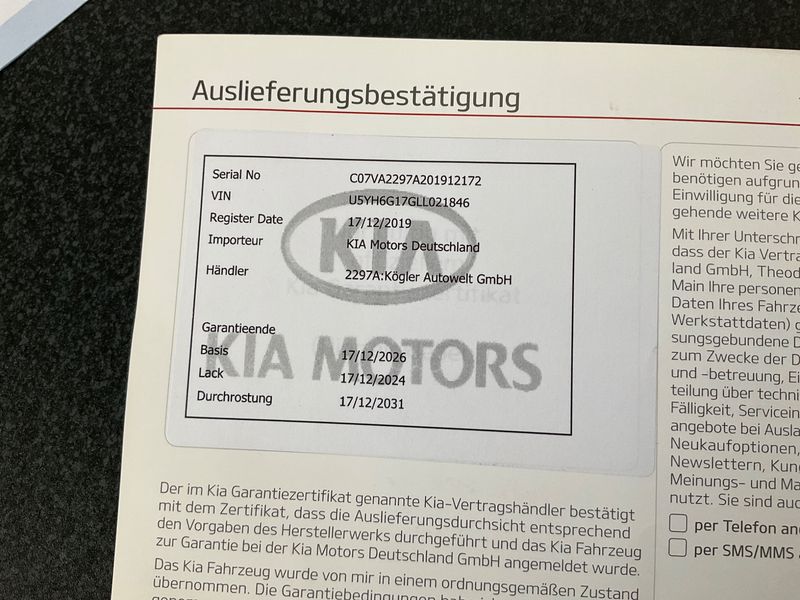 Auslieferungsbestätigung
Serial No C07VA2297A201912172
VIN U5YH6G17GLL021846
Register Date 17/12/2019
Importeur KIA Motors Deutschland
Händler 2297A:Kögler Autowelt GmbH
Garantieende
Basis 17/12/2026
Lack 17/12/2024
Durchrostung 17/12/2031
KIA
KIA MOTORS
Der im Kia Garantiezertifikat genannte Kia-Vertragshändler bestätigt
mit dem Zertifikat, dass die Auslieferungsdurchsicht entsprechend
den Vorgaben des Herstellerwerks durchgeführt und das Kia Fahrzeug
zur Garantie bei der Kia Motors Deutschland GmbH angemeldet wurde.
Das Kia Fahrzeug wurde von mir in einem ordnungsgemäßen Zustand
übernommen. Die Garantiebedingungen
Wir möchten Sie
benötigen aufgrun
Einwilligung für die
gehende weitere
Mit Ihrer Unterschr
dass der Kia Vertra
land GmbH, Theod
Main Ihre personen
Daten Ihres Fahrze
Werkstattdaten)
sungsgebundene
zum Zwecke der
und -betreuung,
teilung über techni
Fälligkeit, Servicein
angebote bei Ausla
Neukaufoptionen,
Newslettern,
Meinungs- und
nutzt. Sie sind
per Telefon
per SMS/MMS